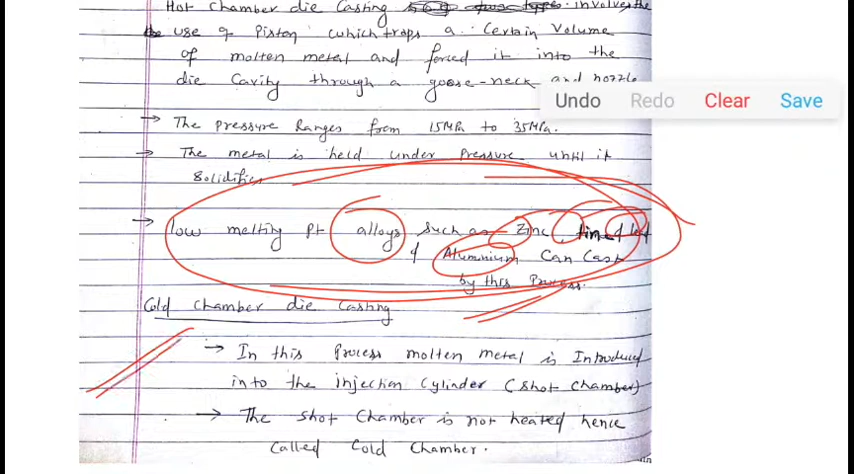 Hot chamber die Casting involves the
use of Piston which traps a Certain Volume
of molten metal and forced it into the
die Cavity through a goose-neck and nozzle
Undo Redo Clear Save
→ The pressure Ranges from 15MPa to 35MPa.
→ The metal is held under Pressure until it
Solidifies
→ low melting Pt alloys such as Zinc,
& Aluminium Can Cast
by this Process.
Cold chamber die Casting
→ In this Process molten metal is Introduced
into the injection Cylinder (Shot Chamber)
→ The Shot Chamber is not heated hence
Called Cold Chamber.